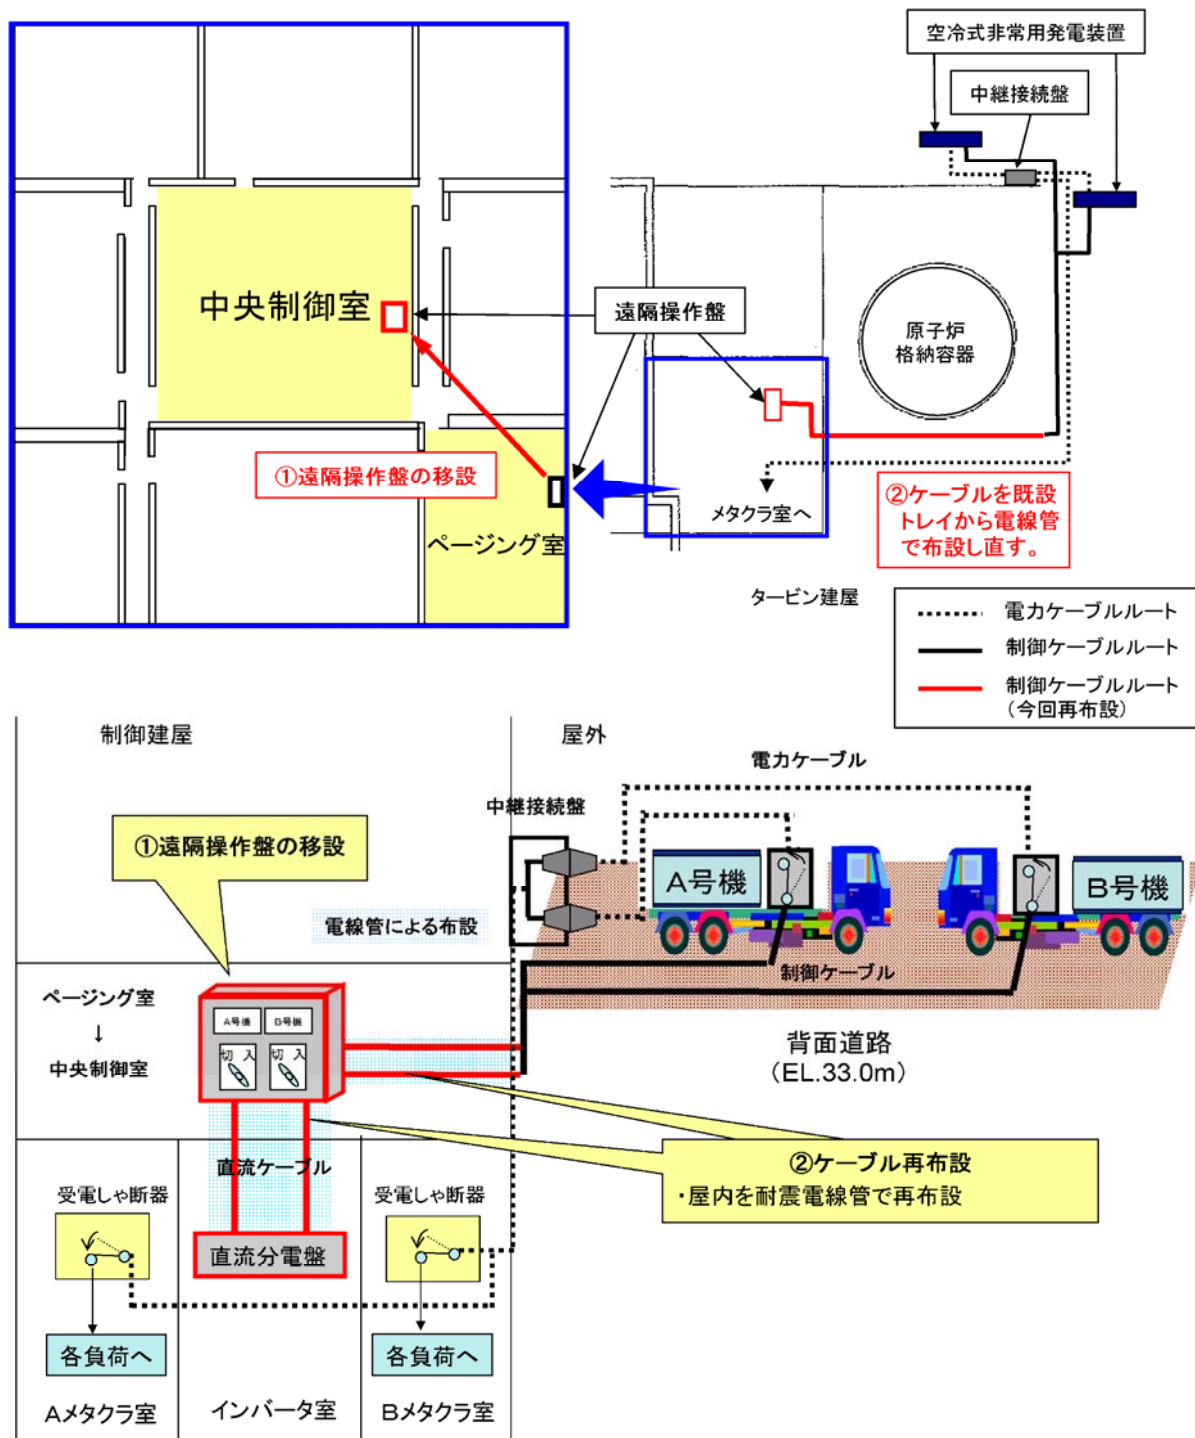 空冷式非常用発電装置
中継接続盤
中央制御室
遠隔操作盤
原子炉
格納容器
①遠隔操作盤の移設
メタクラ室へ
②ケーブルを既設
トレイから電線管
で布設し直す。
ページング室
タービン建屋
電力ケーブルルート
制御ケーブルルート
制御ケーブルルート
（今回再布設）
制御建屋
屋外
電力ケーブル
中継接続盤
①遠隔操作盤の移設
A号機
B号機
電線管による布設
制御ケーブル
ページング室
↓
中央制御室
A号機
B号機
切 入
切 入
背面道路
（EL.33.0m）
②ケーブル再布設
・屋内を耐震電線管で再布設
直流ケーブル
受電しゃ断器
受電しゃ断器
直流分電盤
各負荷へ
各負荷へ
Aメタクラ室
インバータ室
Bメタクラ室